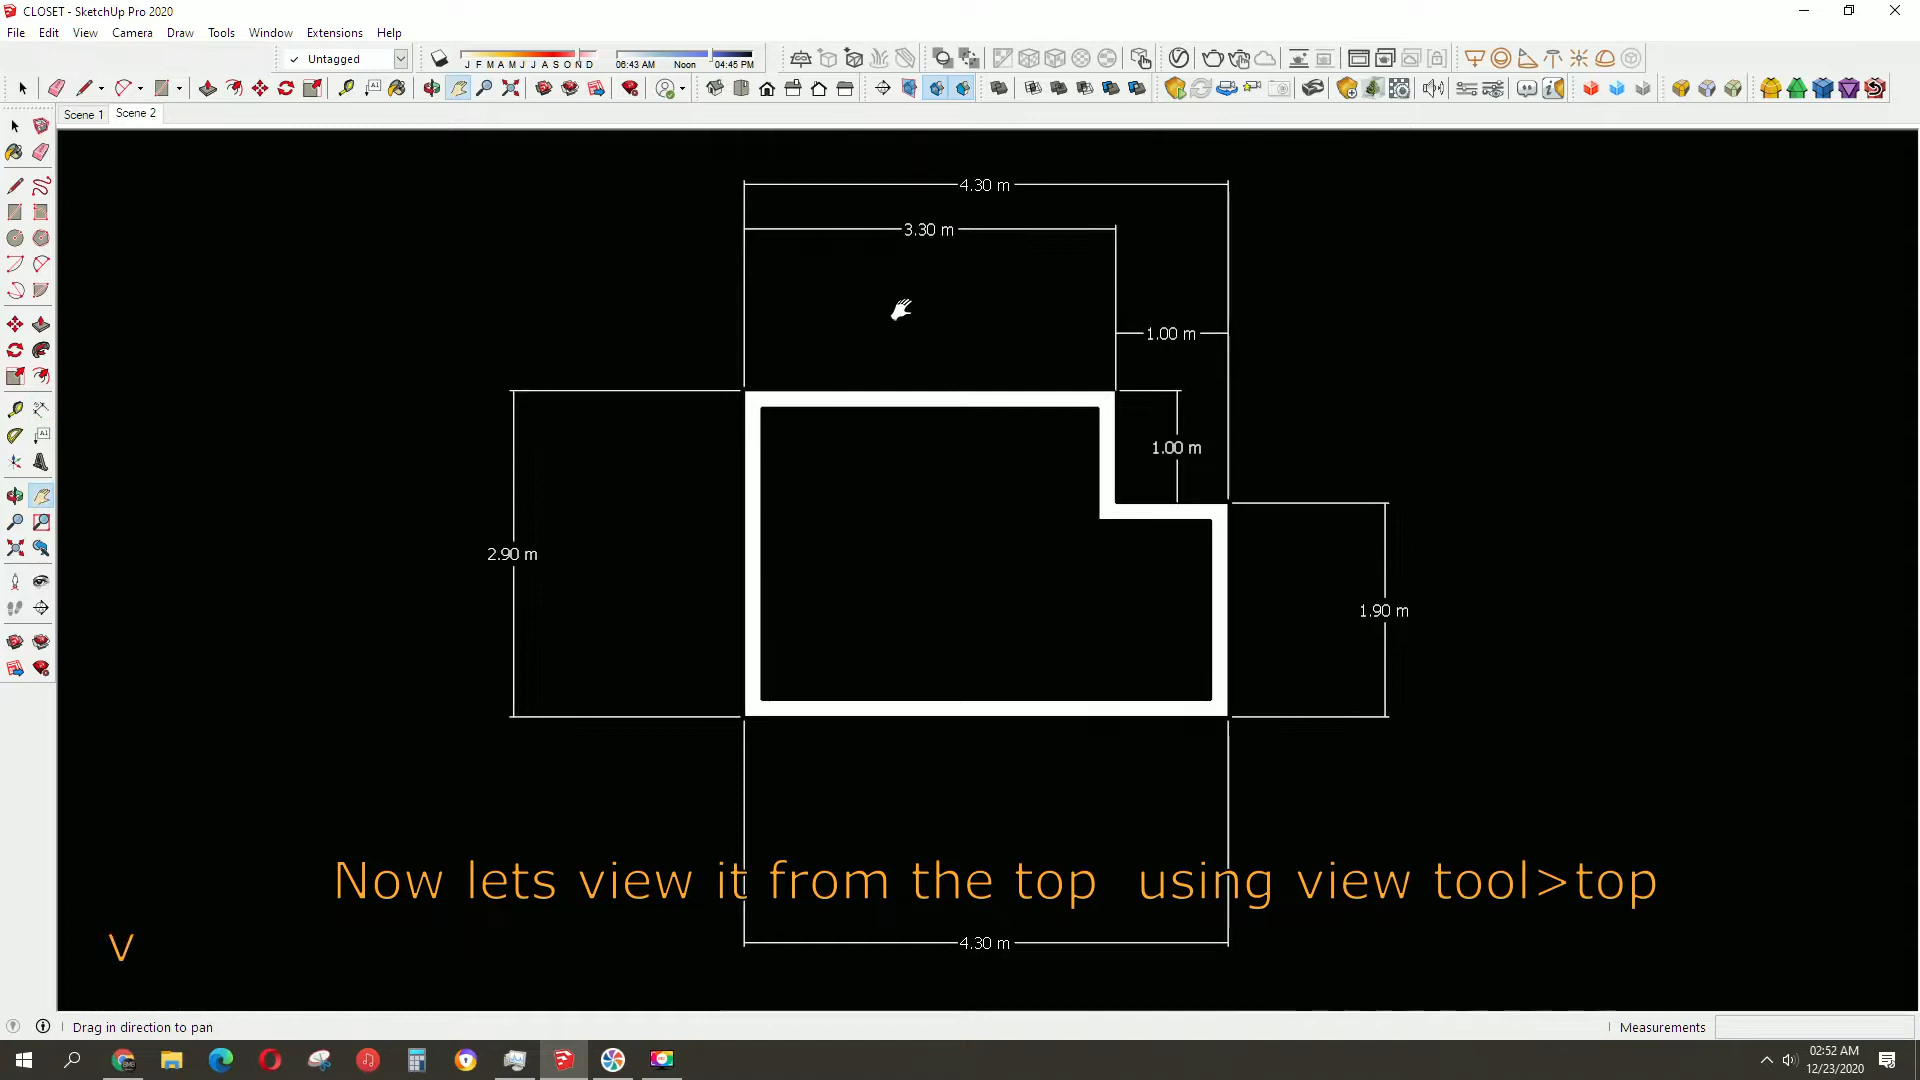 CLOSET - SketchUp Pro 2020
File Edit View Camera Draw Tools Window Extensions Help
✓ Untagged
J F M A M J J A S O N D
06:43 AM Noon 04:45 PM
A1
Scene 1 Scene 2
4.30 m
3.30 m
1.00 m
1.00 m
A1
2.90 m
1.90 m
Now lets view it from the top using view tool>top
4.30 m
V
Drag in direction to pan
Measurements
02:52 AM
12/23/2020